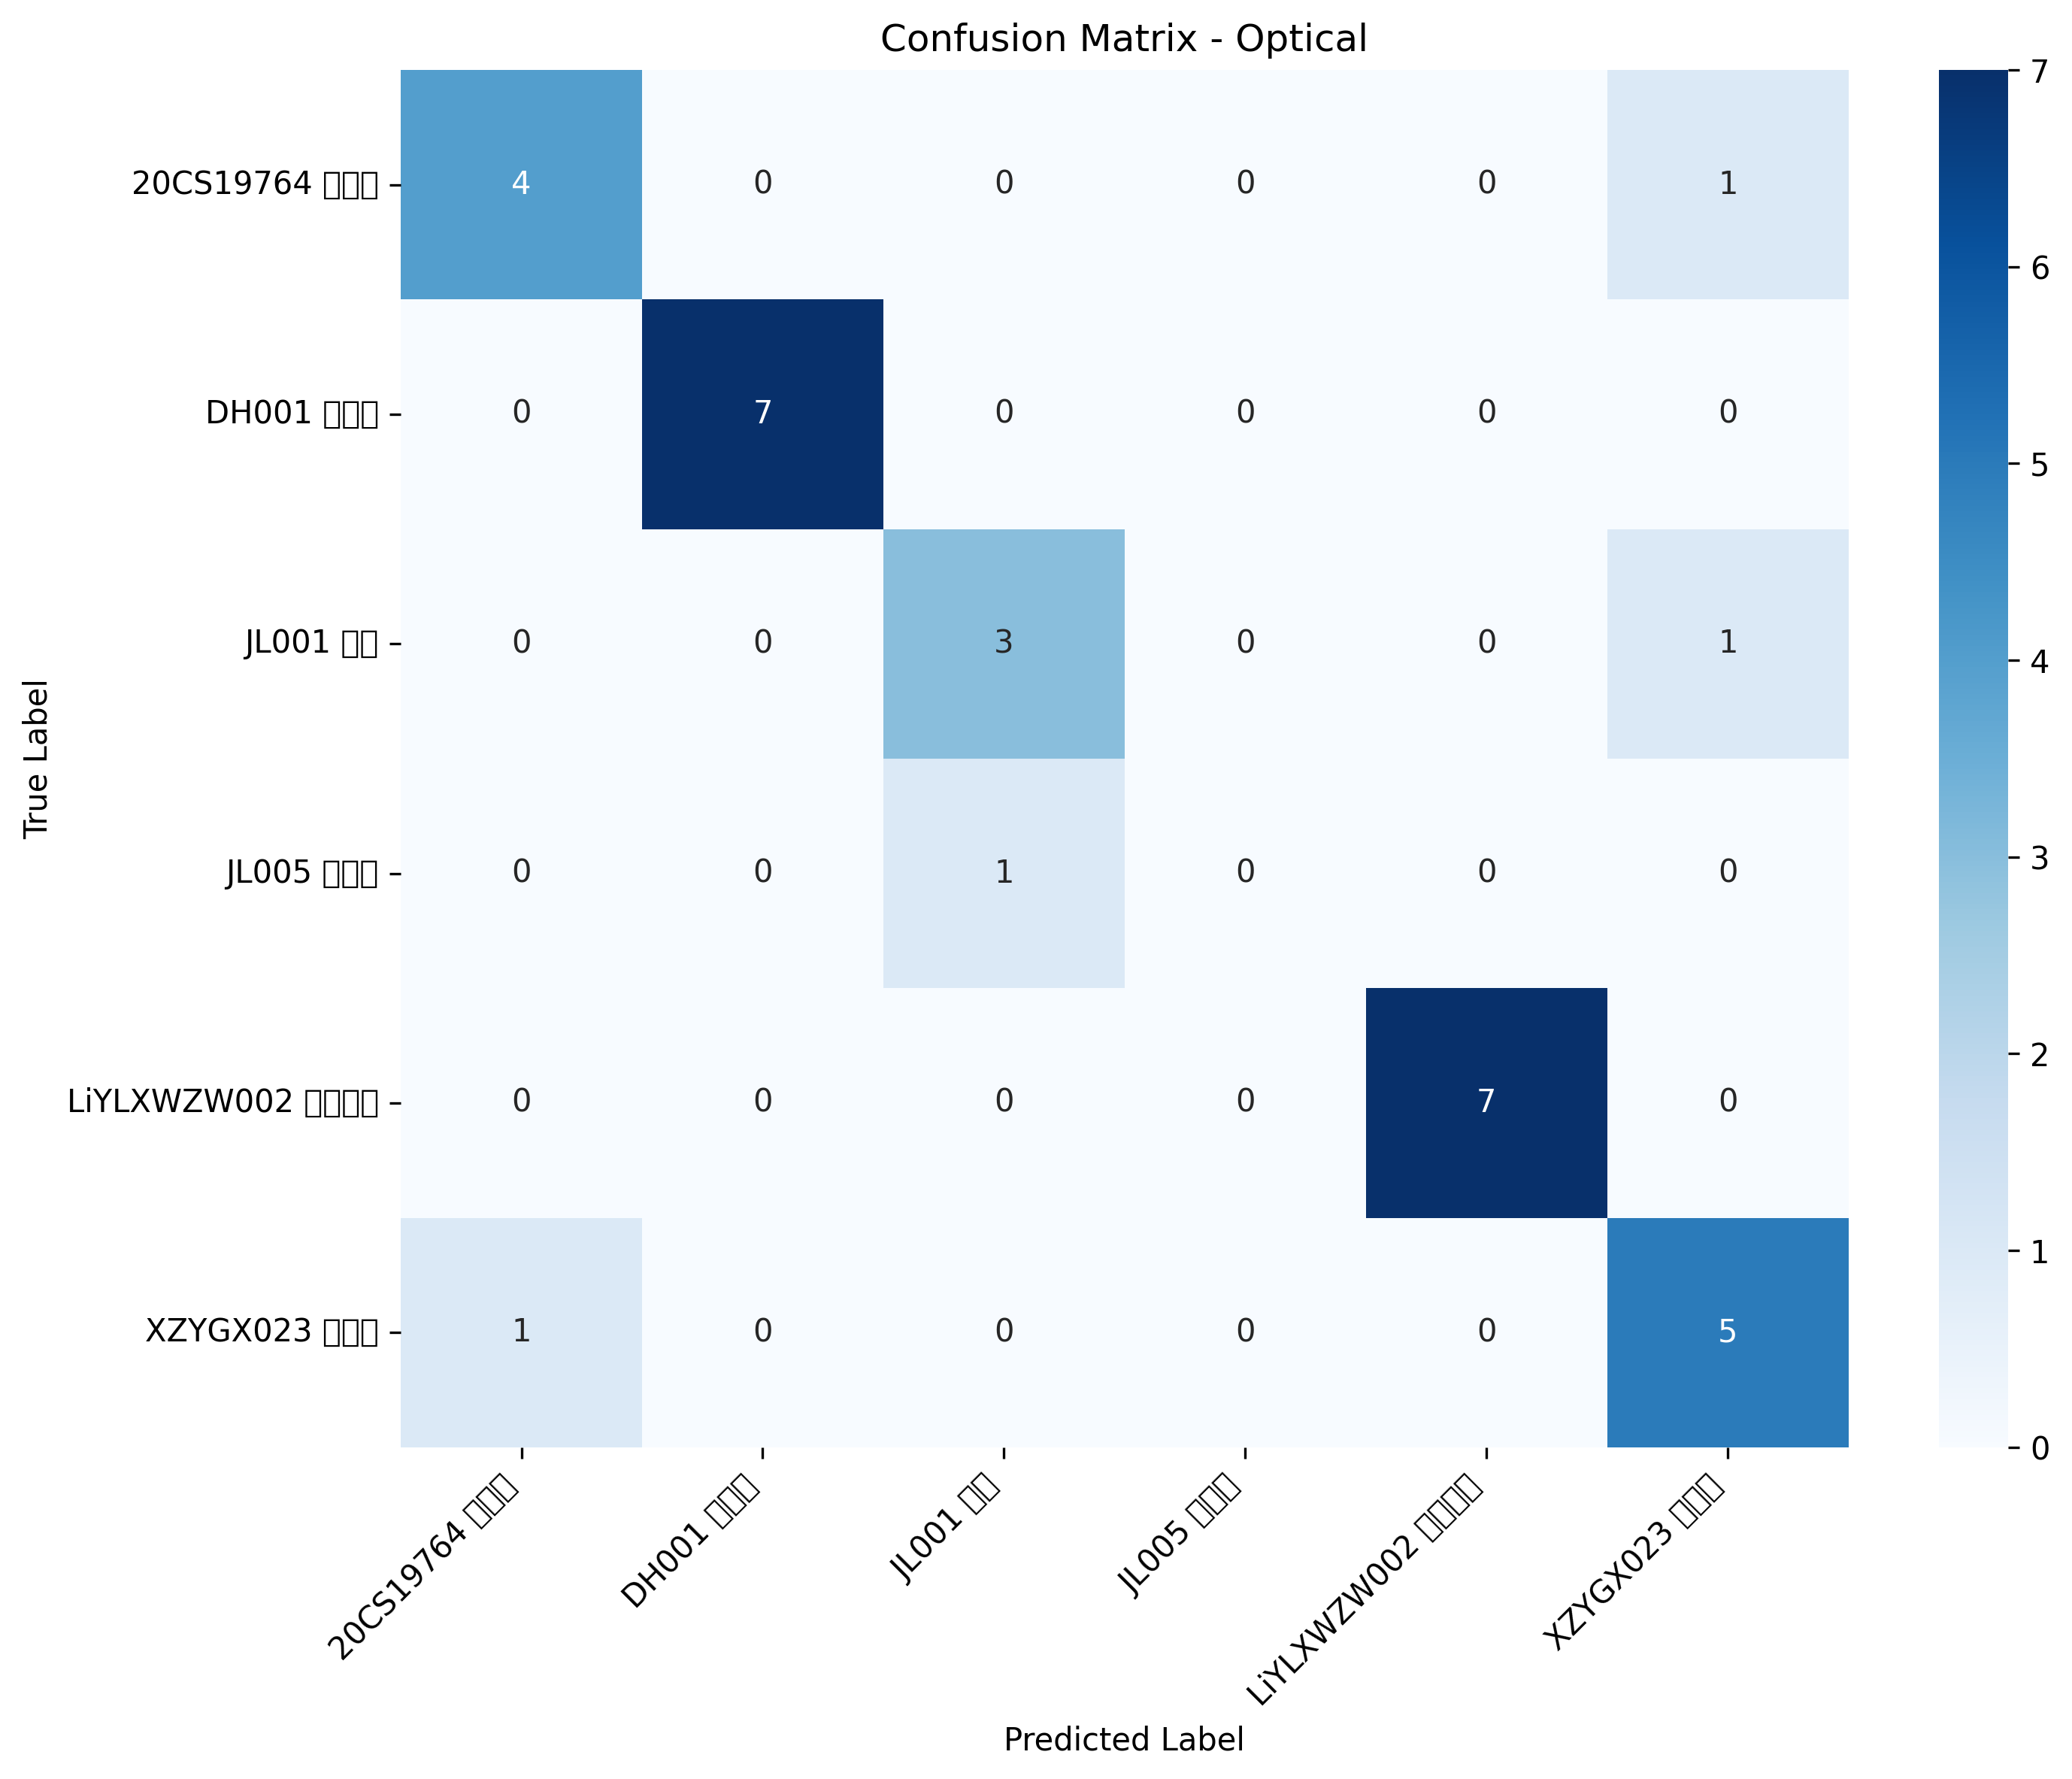 Confusion Matrix - Optical
20CS19764
4 0 0 0 0 1
DH001
0 7 0 0 0 0
JL001
0 0 3 0 0 1
JL005
0 0 1 0 0 0
LiYLXWZW002
0 0 0 0 7 0
XZYGX023
1 0 0 0 0 5
True Label
20CS19764
DH001
JL001
JL005
LiYLXWZW002
XZYGX023
Predicted Label
7
6
5
4
3
2
1
0